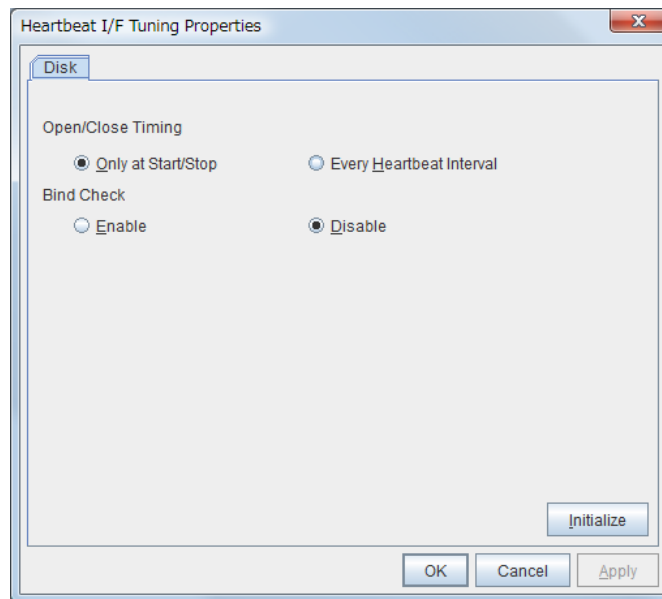 Heartbeat I/F Tuning Properties
Disk
Open/Close Timing
Only at Start/Stop Every Heartbeat Interval
Bind Check
Enable Disable
Initialize
OK Cancel Apply